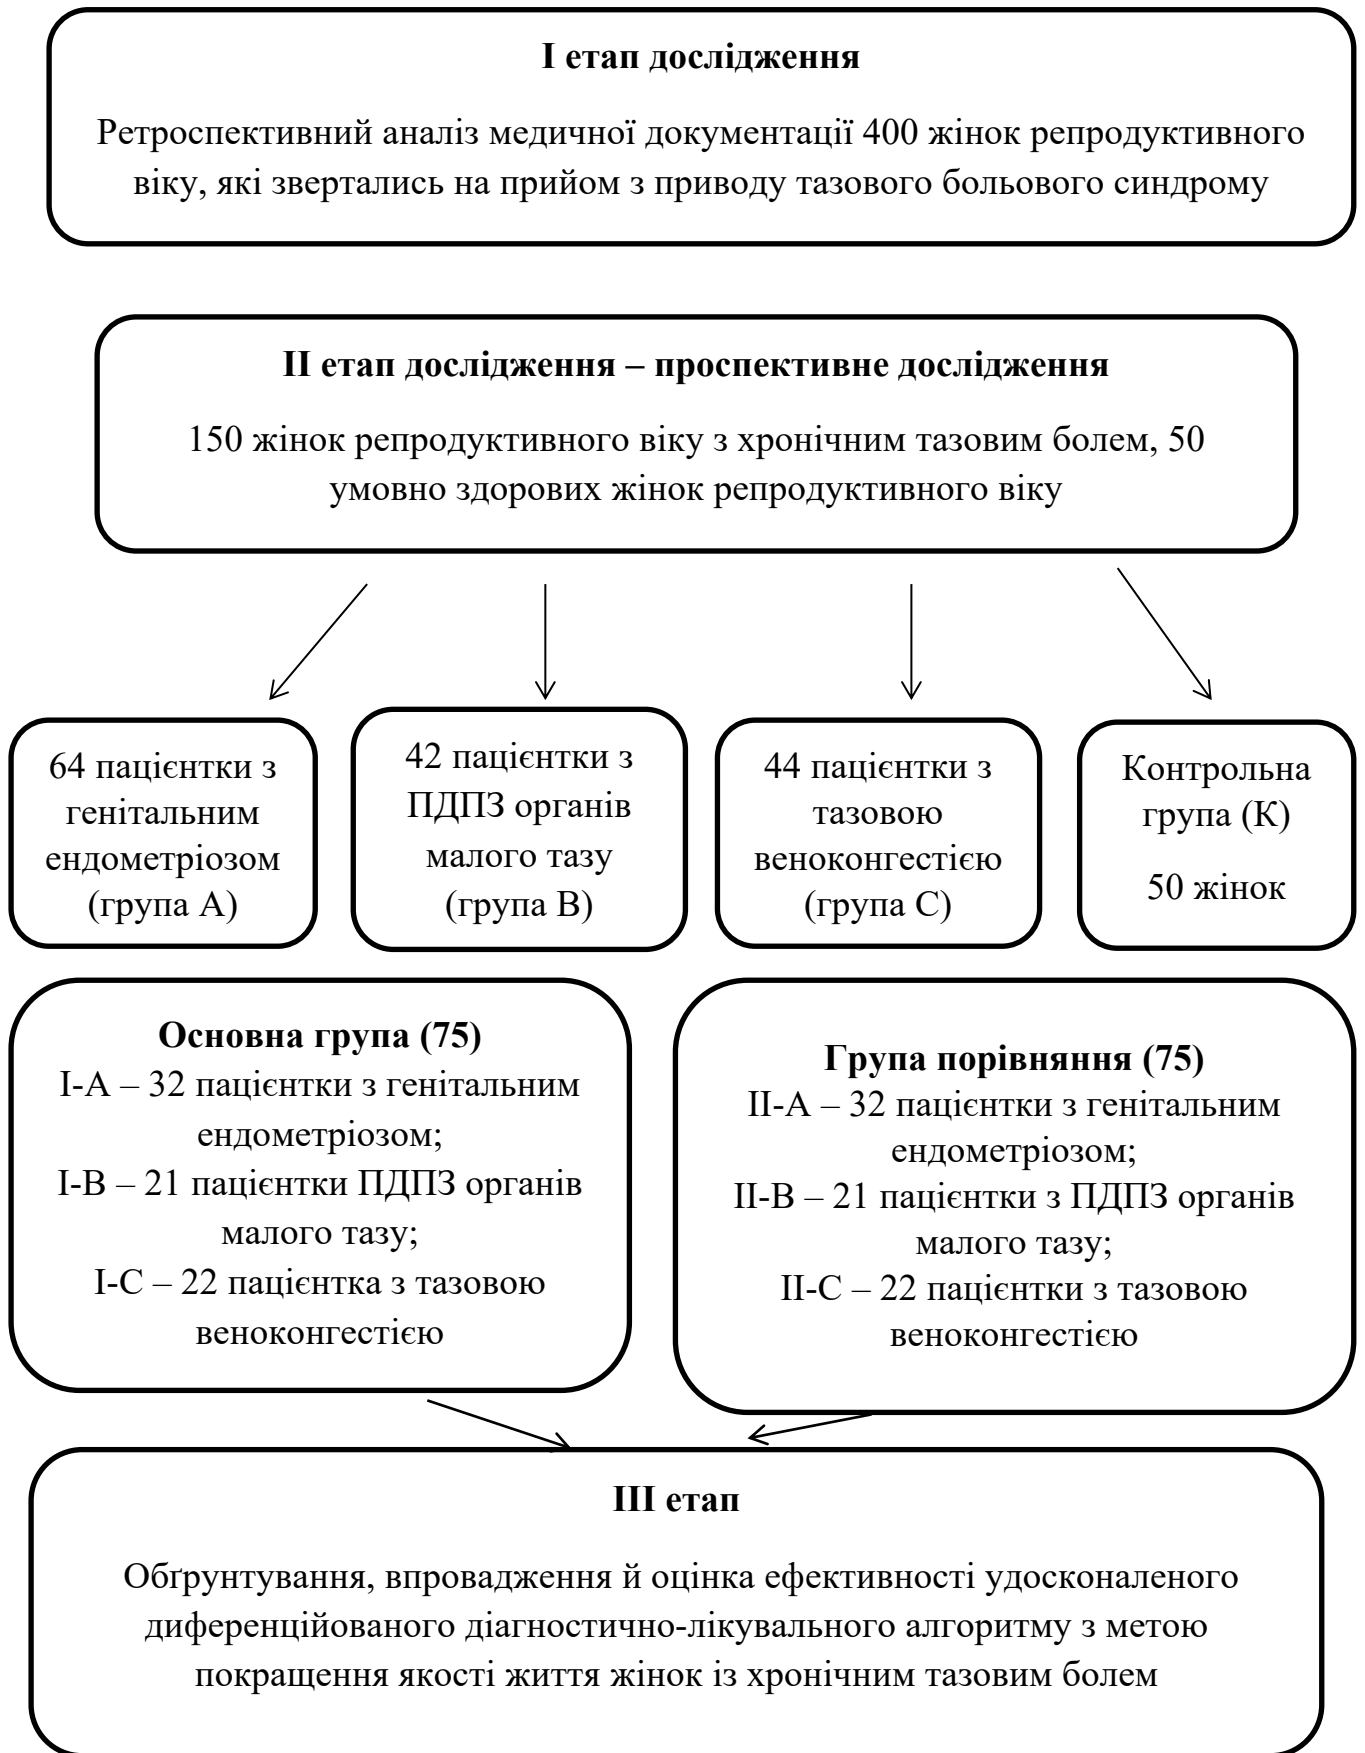 І етап дослідження
Ретроспективний аналіз медичної документації 400 жінок репродуктивного
віку, які звертались на прийом з приводу тазового больового синдрому
ІІ етап дослідження – проспективне дослідження
150 жінок репродуктивного віку з хронічним тазовим болем, 50
умовно здорових жінок репродуктивного віку
64 пацієнтки з
генітальним
ендометріозом
(група А)
42 пацієнтки з
ПДПЗ органів
малого тазу
(група В)
44 пацієнтки з
тазовою
веноконгестією
(група С)
Контрольна
група (К)
50 жінок
Основна група (75)
І-А – 32 пацієнтки з генітальним
ендометріозом;
І-В – 21 пацієнтки ПДПЗ органів
малого тазу;
І-С – 22 пацієнтка з тазовою
веноконгестією
Група порівняння (75)
ІІ-А – 32 пацієнтки з генітальним
ендометріозом;
ІІ-В – 21 пацієнтки з ПДПЗ органів
малого тазу;
ІІ-С – 22 пацієнтки з тазовою
веноконгестією
ІІІ етап
Обґрунтування, впровадження й оцінка ефективності удосконаленого
диференційованого діагностично-лікувального алгоритму з метою
покращення якості життя жінок із хронічним тазовим болем